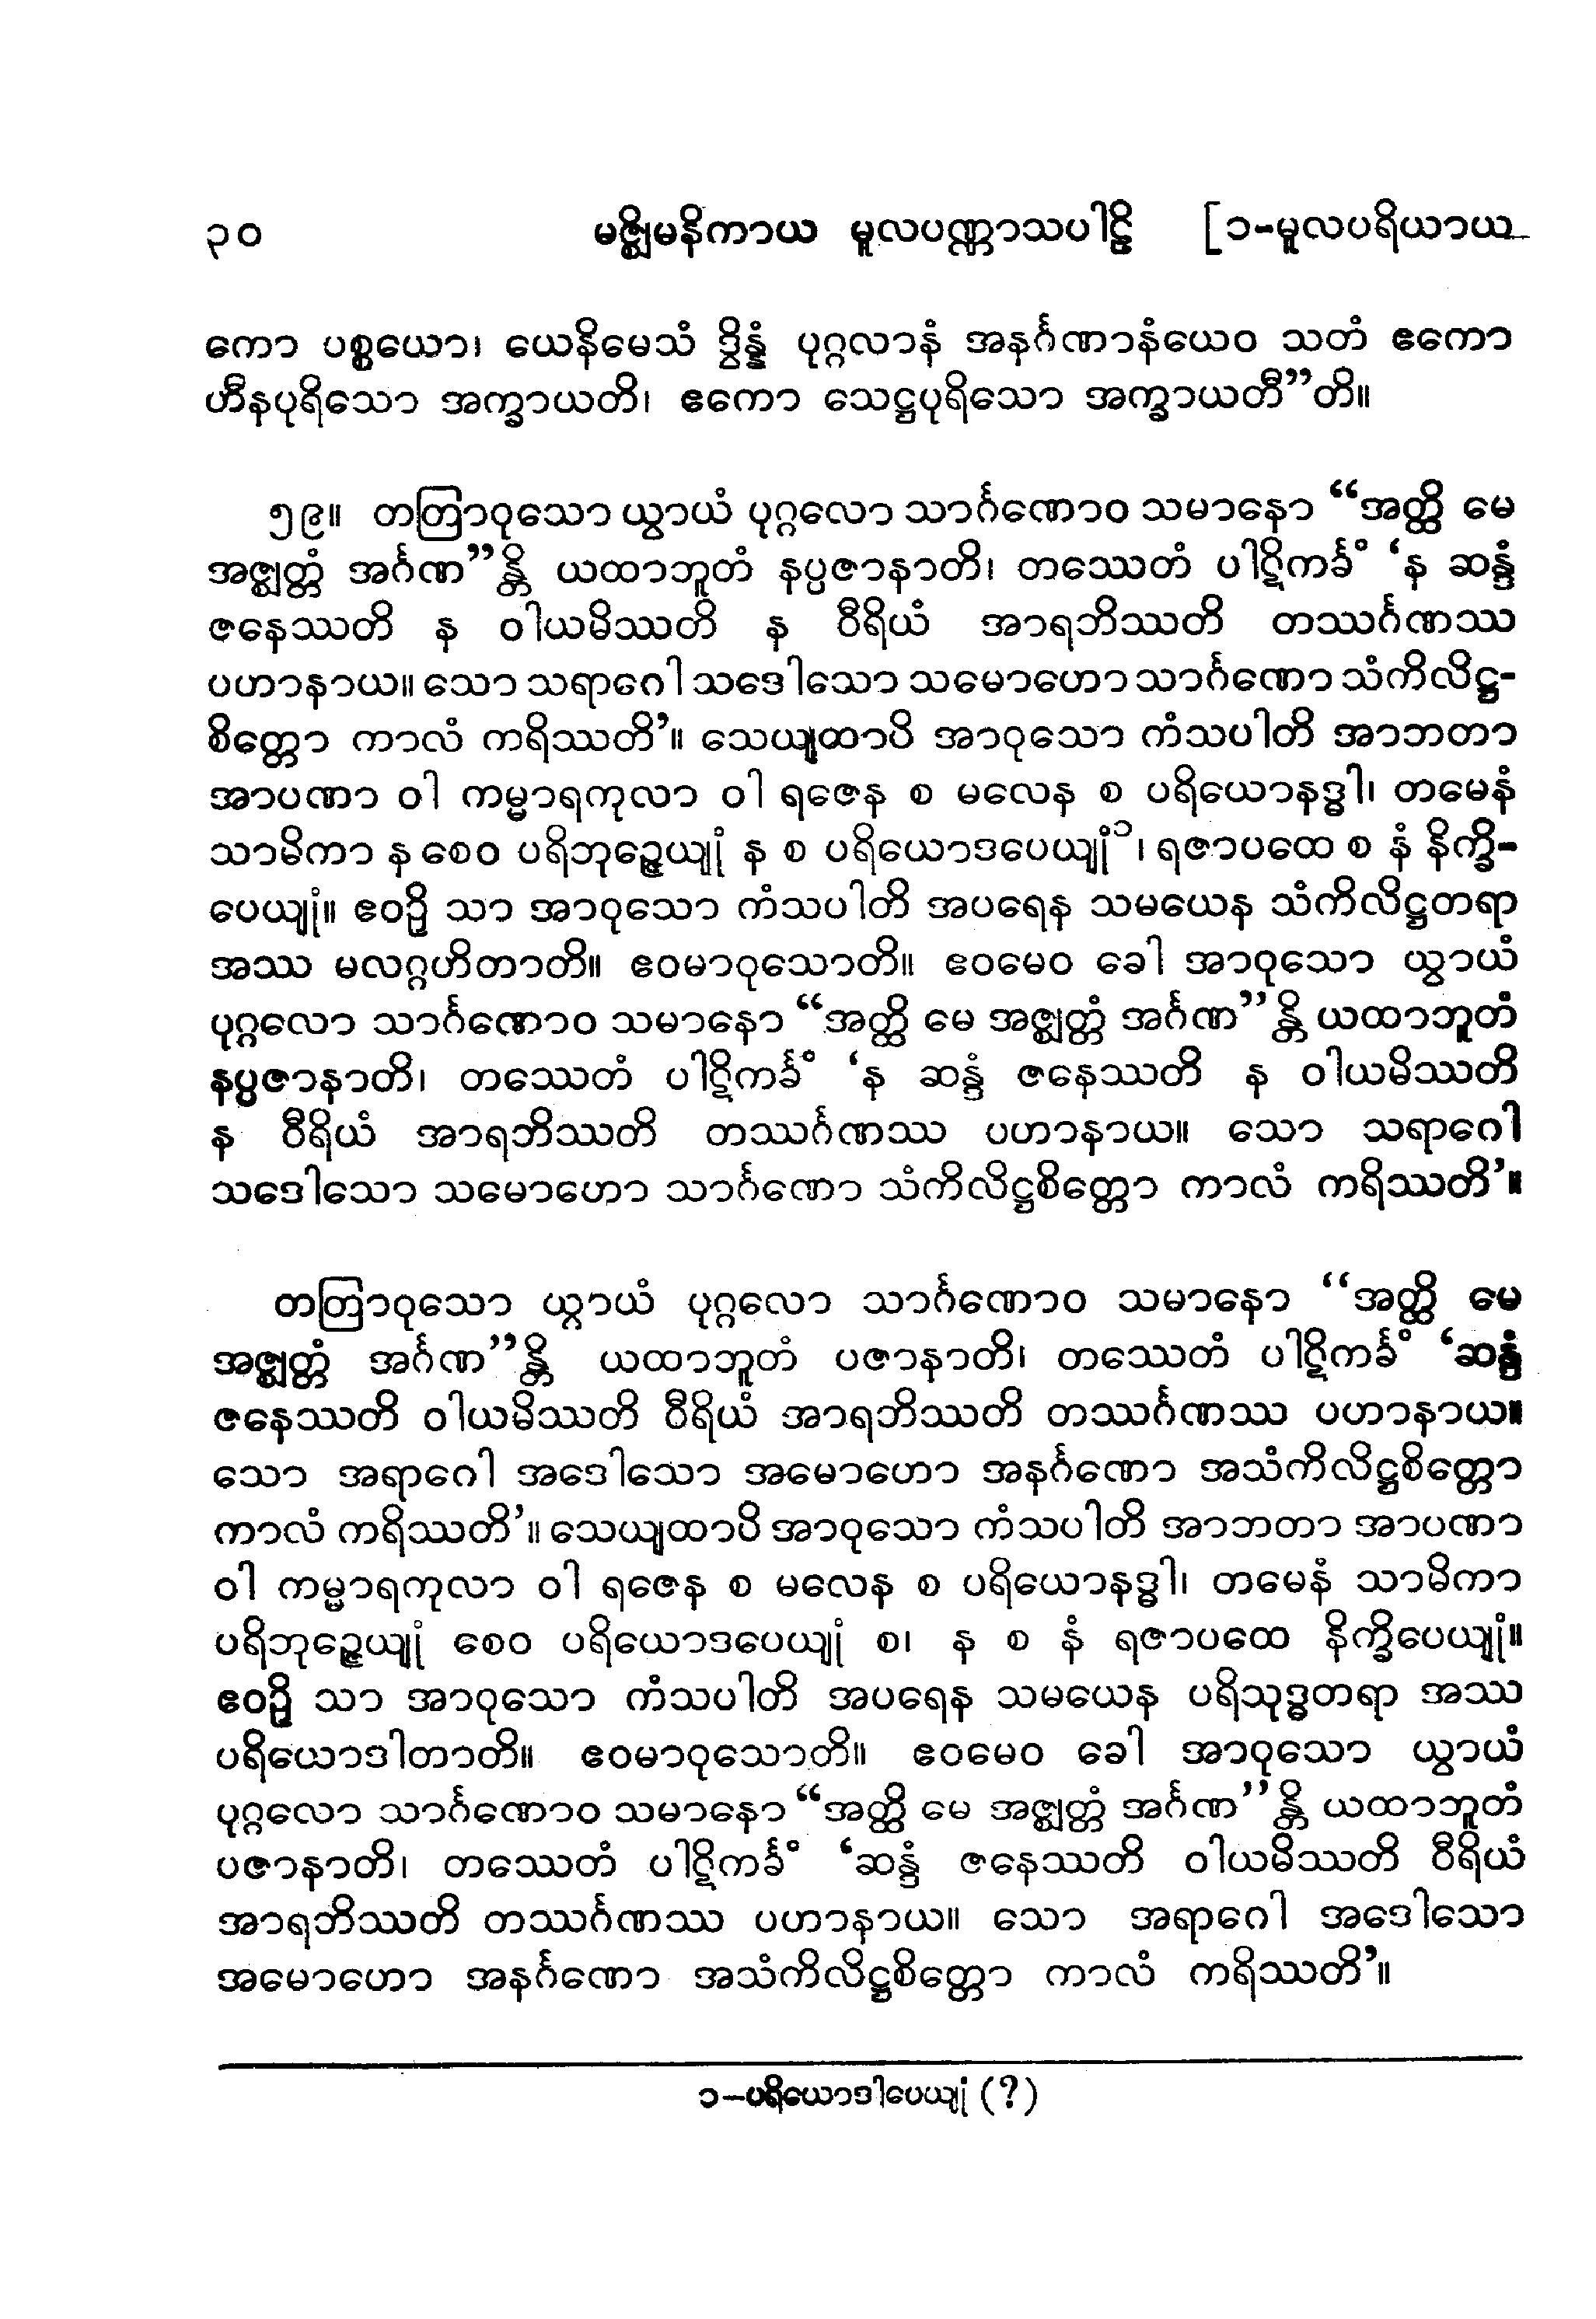 ၃၀ မဇ္ဈိမနိကာယ မူလပဏ္ဏာသပါဠိ [၁-မူလပရိယာယ
ကော ပစ္စယော၊ ယေနိမေသံ ဒွိန္နံ ပုဂ္ဂလာနံ အနင်္ဂဏာနံယေဝ သတံ ဧကော
ဟီနပုရိသော အက္ခာယတိ၊ ဧကော သေဋ္ဌပုရိသော အက္ခာယတီ”တိ။
၅၉။ တတြာဝုသော ယွာယံ ပုဂ္ဂလော သာင်္ဂဏောဝ သမာနော “အတ္ထိ မေ
အဇ္ဈတ္တံ အင်္ဂဏ”န္တိ ယထာဘူတံ နပ္ပဇာနာတိ၊ တဿေတံ ပါဋိကင်္ခံ ‘န ဆန္ဒံ
ဇနေဿတိ န ဝါယမိဿတိ န ဝီရိယံ အာရဘိဿတိ တဿင်္ဂဏဿ
ပဟာနာယ။ သော သရာဂေါ သဒေါသော သမောဟော သာင်္ဂဏော သံကိလိဋ္ဌ-
စိတ္တော ကာလံ ကရိဿတိ’။ သေယျထာပိ အာဝုသော ကံသပါတိ အာဘတာ
အာပဏာ ဝါ ကမ္မာရကုလာ ဝါ ရဇေန စ မလေန စ ပရိယောနဒ္ဓါ၊ တမေနံ
သာမိကာ န စေဝ ပရိဘုဉ္ဇေယျုံ န စ ပရိယောဒပေယျုံ ၁၊ ရဇာပထေ စ နံ နိက္ခိ-
ပေယျုံ။ ဧဝဉှိ သာ အာဝုသော ကံသပါတိ အပရေန သမယေန သံကိလိဋ္ဌတရာ
အဿ မလဂ္ဂဟိတာတိ။ ဧဝမာဝုသောတိ။ ဧဝမေဝ ခေါ အာဝုသော ယွာယံ
ပုဂ္ဂလော သာင်္ဂဏောဝ သမာနော “အတ္ထိ မေ အဇ္ဈတ္တံ အင်္ဂဏ”န္တိ ယထာဘူတံ
နပ္ပဇာနာတိ၊ တဿေတံ ပါဋိကင်္ခံ ‘န ဆန္ဒံ ဇနေဿတိ န ဝါယမိဿတိ
န ဝီရိယံ အာရဘိဿတိ တဿင်္ဂဏဿ ပဟာနာယ။ သော သရာဂေါ
သဒေါသော သမောဟော သာင်္ဂဏော သံကိလိဋ္ဌစိတ္တော ကာလံ ကရိဿတိ’။
တတြာဝုသော ယွာယံ ပုဂ္ဂလော သာင်္ဂဏောဝ သမာနော “အတ္ထိ မေ
အဇ္ဈတ္တံ အင်္ဂဏ”န္တိ ယထာဘူတံ ပဇာနာတိ၊ တဿေတံ ပါဋိကင်္ခံ ‘ဆန္ဒံ
ဇနေဿတိ ဝါယမိဿတိ ဝီရိယံ အာရဘိဿတိ တဿင်္ဂဏဿ ပဟာနာယ။
သော အရာဂေါ အဒေါသော အမောဟော အနင်္ဂဏော အသံကိလိဋ္ဌစိတ္တော
ကာလံ ကရိဿတိ’။ သေယျထာပိ အာဝုသော ကံသပါတိ အာဘတာ အာပဏာ
ဝါ ကမ္မာရကုလာ ဝါ ရဇေန စ မလေန စ ပရိယောနဒ္ဓါ၊ တမေနံ သာမိကာ
ပရိဘုဉ္ဇေယျုံ စေဝ ပရိယောဒပေယျုံ စ၊ န စ နံ ရဇာပထေ နိက္ခိပေယျုံ။
ဧဝဉှိ သာ အာဝုသော ကံသပါတိ အပရေန သမယေန ပရိသုဒ္ဓတရာ အဿ
ပရိယောဒါတာတိ။ ဧဝမာဝုသောတိ။ ဧဝမေဝ ခေါ အာဝုသော ယွာယံ
ပုဂ္ဂလော သာင်္ဂဏောဝ သမာနော “အတ္ထိ မေ အဇ္ဈတ္တံ အင်္ဂဏ”န္တိ ယထာဘူတံ
ပဇာနာတိ၊ တဿေတံ ပါဋိကင်္ခံ ‘ဆန္ဒံ ဇနေဿတိ ဝါယမိဿတိ ဝီရိယံ
အာရဘိဿတိ တဿင်္ဂဏဿ ပဟာနာယ။ သော အရာဂေါ အဒေါသော
အမောဟော အနင်္ဂဏော အသံကိလိဋ္ဌစိတ္တော ကာလံ ကရိဿတိ’။
၁-ပရိယောဒါပေယျုံ (?)